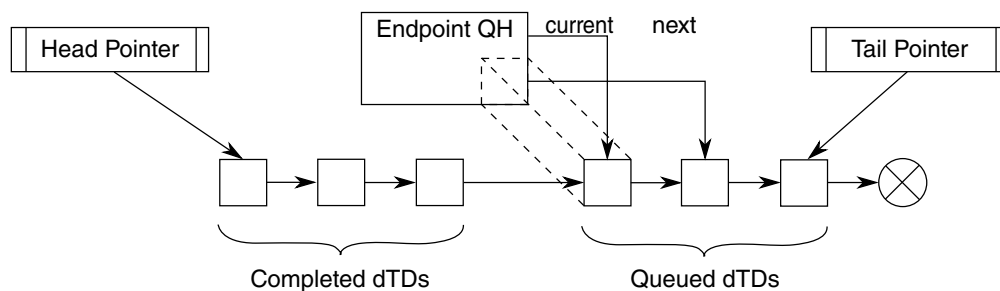 Head Pointer
Endpoint QH
current
next
Tail Pointer
Completed dTDs
Queued dTDs